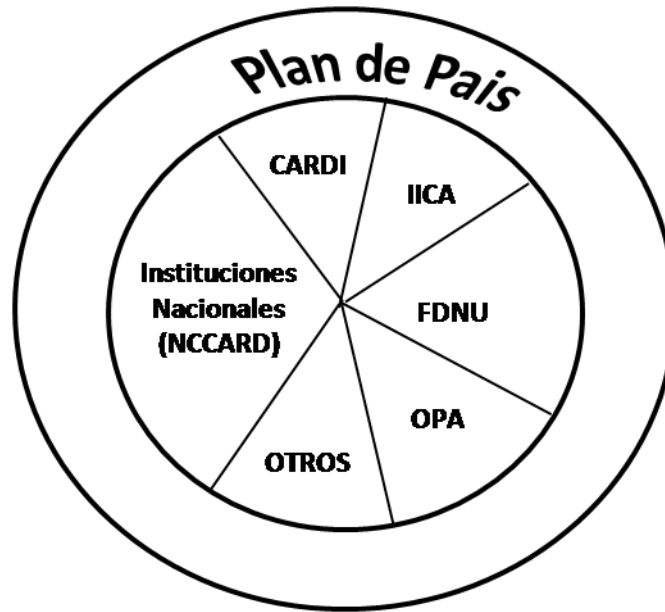 Plan de Pais
CARDI
IICA
Instituciones
Nacionales
(NCCARD)
FDNU
OPA
OTROS